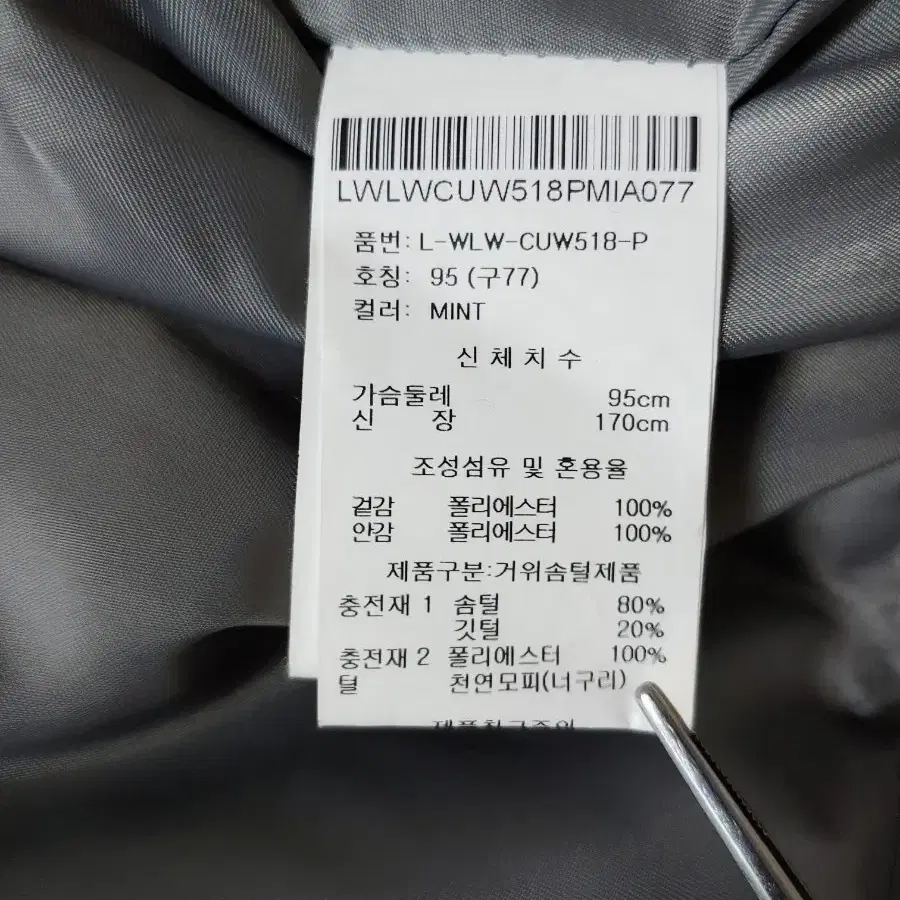 LWLWCUW518PMIA077
품번: L-WLW-CUW518-P
호칭: 95 (구77)
컬러: MINT
신체치수
가슴둘레 95cm
신 장 170cm
조성섬유 및 혼용율
겉감 폴리에스터 100%
안감 폴리에스터 100%
제품구분:거위솜털제품
충전재 1 솜털 80%
깃털 20%
충전재 2 폴리에스터 100%
털 천연모피(너구리)